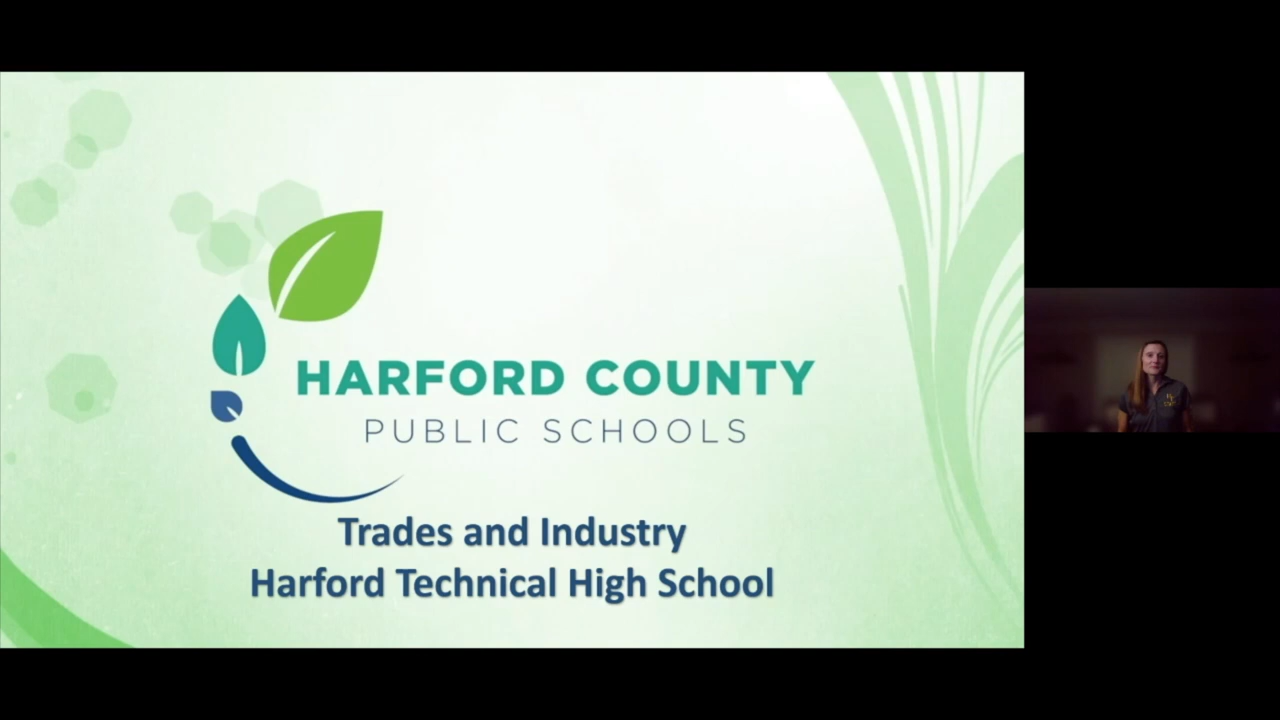 HARFORD COUNTY
PUBLIC SCHOOLS
Trades and Industry
Harford Technical High School